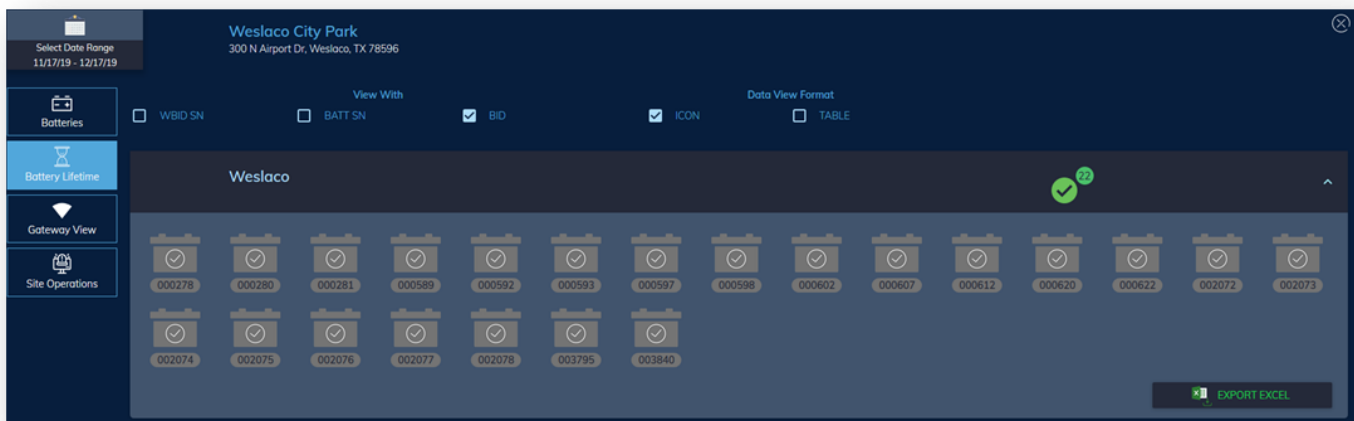 Select Date Range
11/17/19 - 12/17/19
Weslaco City Park
300 N Airport Dr, Weslaco, TX 78596
View With
Data View Format
WBID SN
BATT SN
BID
ICON
TABLE
Batteries
Battery Lifetime
Gateway View
Site Operations
Weslaco
22
000278 000280 000281 000589 000592 000593 000597 000598 000602 000607 000612 000620 000622 002072 002073
002074 002075 002076 002077 002078 003795 003840
EXPORT EXCEL